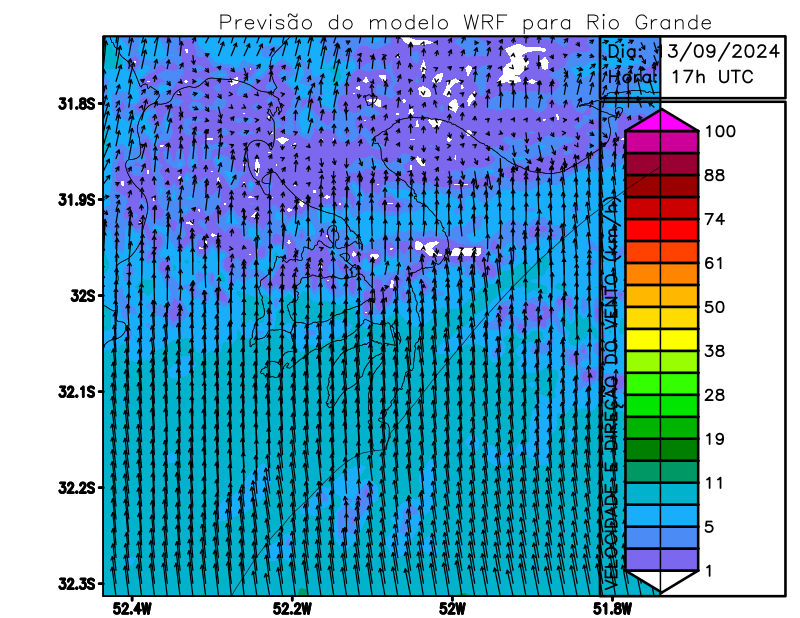 Previsão do modelo WRF para Rio Grande
Dia: 13/09/2024
Hora: 17h UTC
31.8S
31.9S
32S
32.1S
32.2S
32.3S
52.4W
52.2W
52W
51.8W
VELOCIDADE E DIREÇÃO DO VENTO (km/h)
100
88
74
61
50
38
28
19
11
5
1